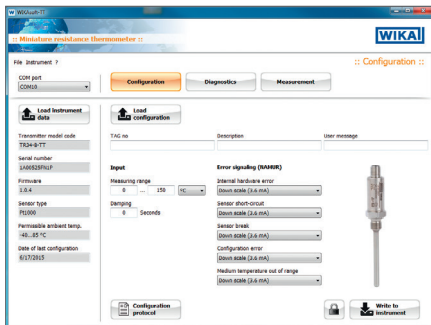 WIKAsoft-TT
:: Miniature resistance thermometer ::
WIKA
File Instrument ?
:: Configuration ::
COM port
COM10
Configuration
Diagnostics
Measurement
Load instrument data
Load configuration
Transmitter model code
TR34-B-TT
Serial number
1A00525FN1F
Firmware
1.0.4
Sensor type
Pt1000
Permissible ambient temp.
-40...85 °C
Date of last configuration
6/17/2015
TAG no
Description
User message
Input
Measuring range
0 ... 150 °C
Damping
0 Seconds
Error signaling (NAMUR)
Internal hardware error
Down scale (3.6 mA)
Sensor short-circuit
Down scale (3.6 mA)
Sensor break
Down scale (3.6 mA)
Configuration error
Down scale (3.6 mA)
Medium temperature out of range
Down scale (3.6 mA)
Configuration protocol
Write to instrument